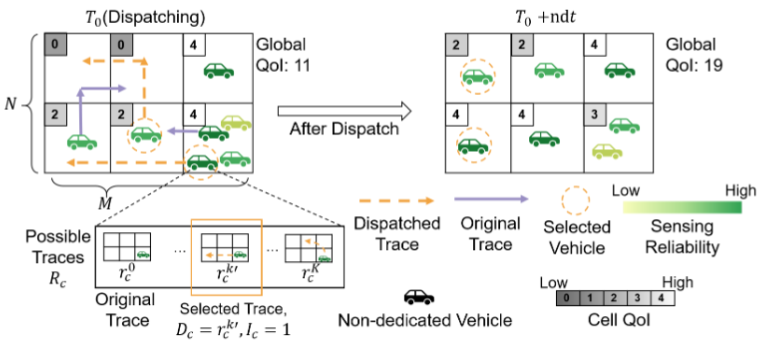 T₀(Dispatching)
T₀ +ndt
0 0 4
Global
QoI: 11
2 2 4
Global
QoI: 19
N
2 2 4
After Dispatch
4 4 3
M
Possible
Traces
R_c
r_c^0 ... r_c^{k′} ... r_c^K
Original
Trace
Selected Trace,
D_c = r_c^{k′}, I_c = 1
Dispatched
Trace
Original
Trace
Selected
Vehicle
Low High
Sensing
Reliability
Non-dedicated Vehicle
Low High
0 1 2 3 4
Cell QoI